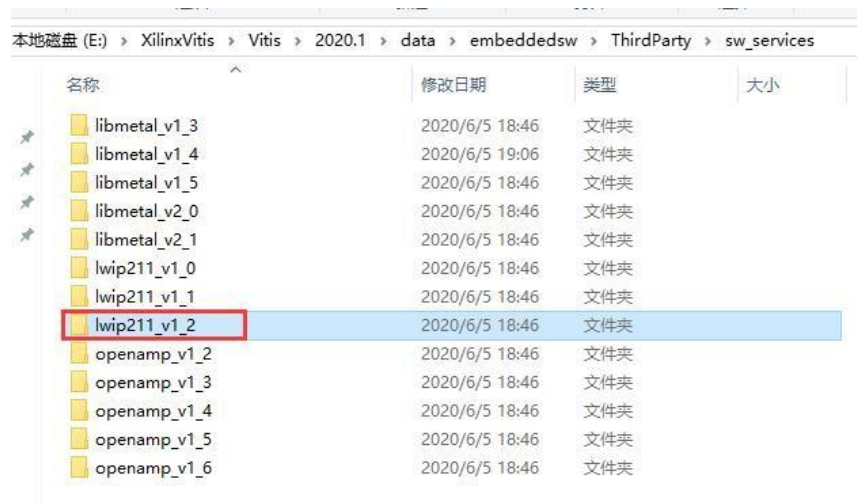 本地磁盘 (E:) › XilinxVitis › Vitis › 2020.1 › data › embeddedsw › ThirdParty › sw_services
名称 修改日期 类型 大小
libmetal_v1_3 2020/6/5 18:46 文件夹
libmetal_v1_4 2020/6/5 19:06 文件夹
libmetal_v1_5 2020/6/5 18:46 文件夹
libmetal_v2_0 2020/6/5 18:46 文件夹
libmetal_v2_1 2020/6/5 18:46 文件夹
lwip211_v1_0 2020/6/5 18:46 文件夹
lwip211_v1_1 2020/6/5 18:46 文件夹
lwip211_v1_2 2020/6/5 18:46 文件夹
openamp_v1_2 2020/6/5 18:46 文件夹
openamp_v1_3 2020/6/5 18:46 文件夹
openamp_v1_4 2020/6/5 18:46 文件夹
openamp_v1_5 2020/6/5 18:46 文件夹
openamp_v1_6 2020/6/5 18:46 文件夹